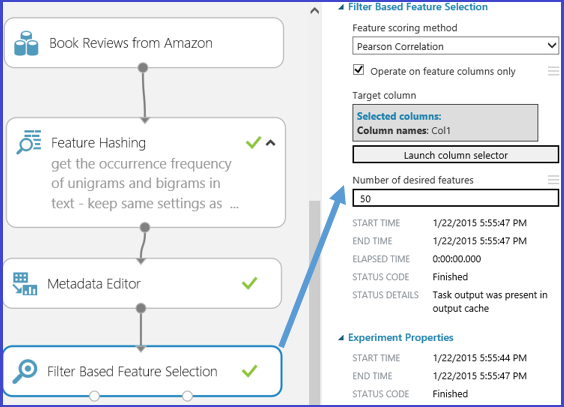 Book Reviews from Amazon
Feature Hashing
get the occurrence frequency
of unigrams and bigrams in
text - keep same settings as ...
Metadata Editor
Filter Based Feature Selection
Filter Based Feature Selection
Feature scoring method
Pearson Correlation
Operate on feature columns only
Target column
Selected columns:
Column names: Col1
Launch column selector
Number of desired features
50
START TIME 1/22/2015 5:55:47 PM
END TIME 1/22/2015 5:55:47 PM
ELAPSED TIME 0:00:00.000
STATUS CODE Finished
STATUS DETAILS Task output was present in
output cache
Experiment Properties
START TIME 1/22/2015 5:55:44 PM
END TIME 1/22/2015 5:55:47 PM
STATUS CODE Finished